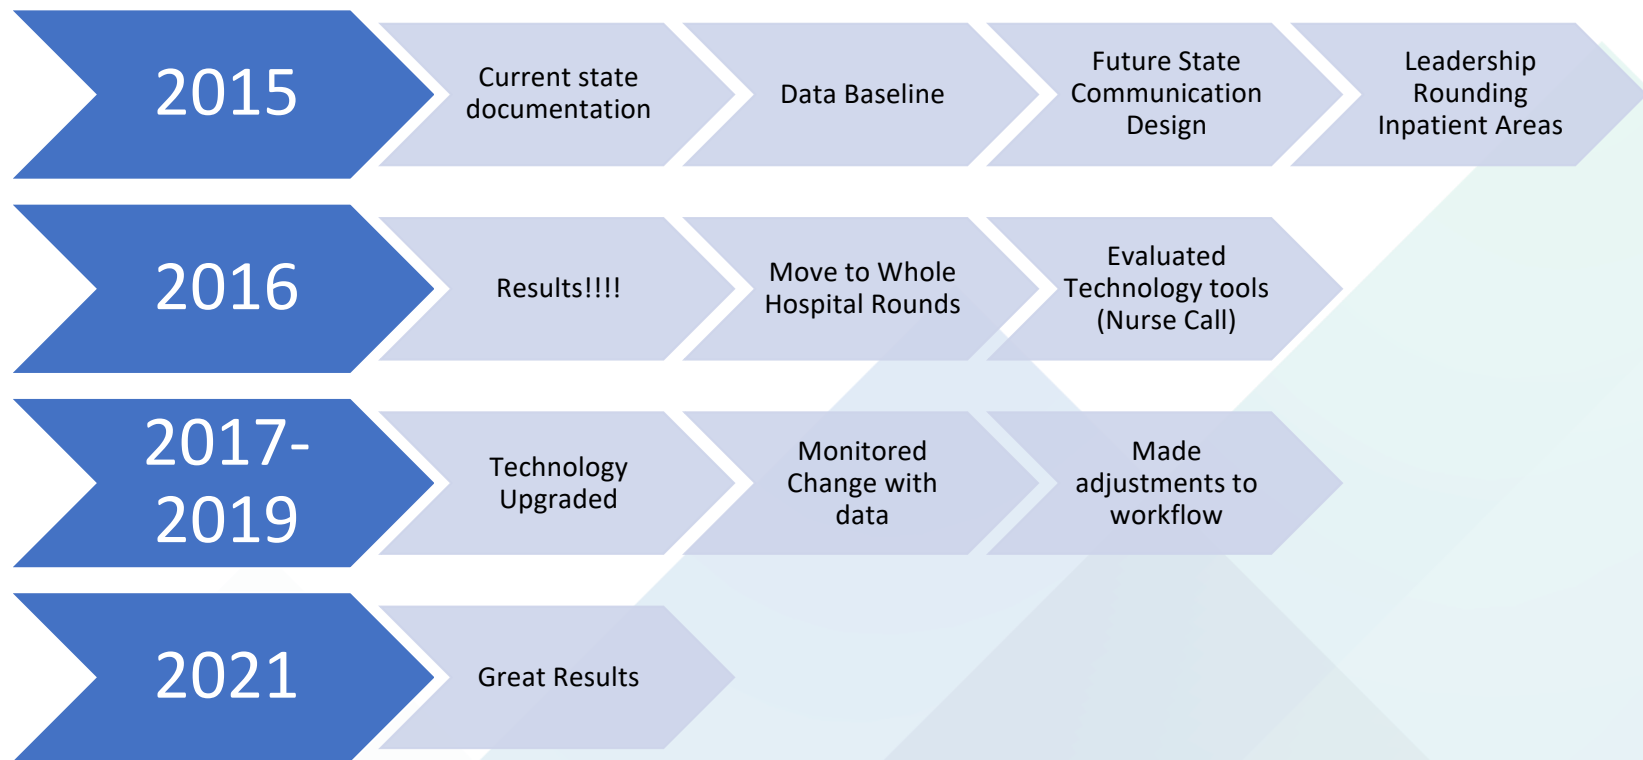 2015
Current state
documentation
Data Baseline
Future State
Communication
Design
Leadership
Rounding
Inpatient Areas
2016
Results!!!!
Move to Whole
Hospital Rounds
Evaluated
Technology tools
(Nurse Call)
2017-
2019
Technology
Upgraded
Monitored
Change with
data
Made
adjustments to
workflow
2021
Great Results